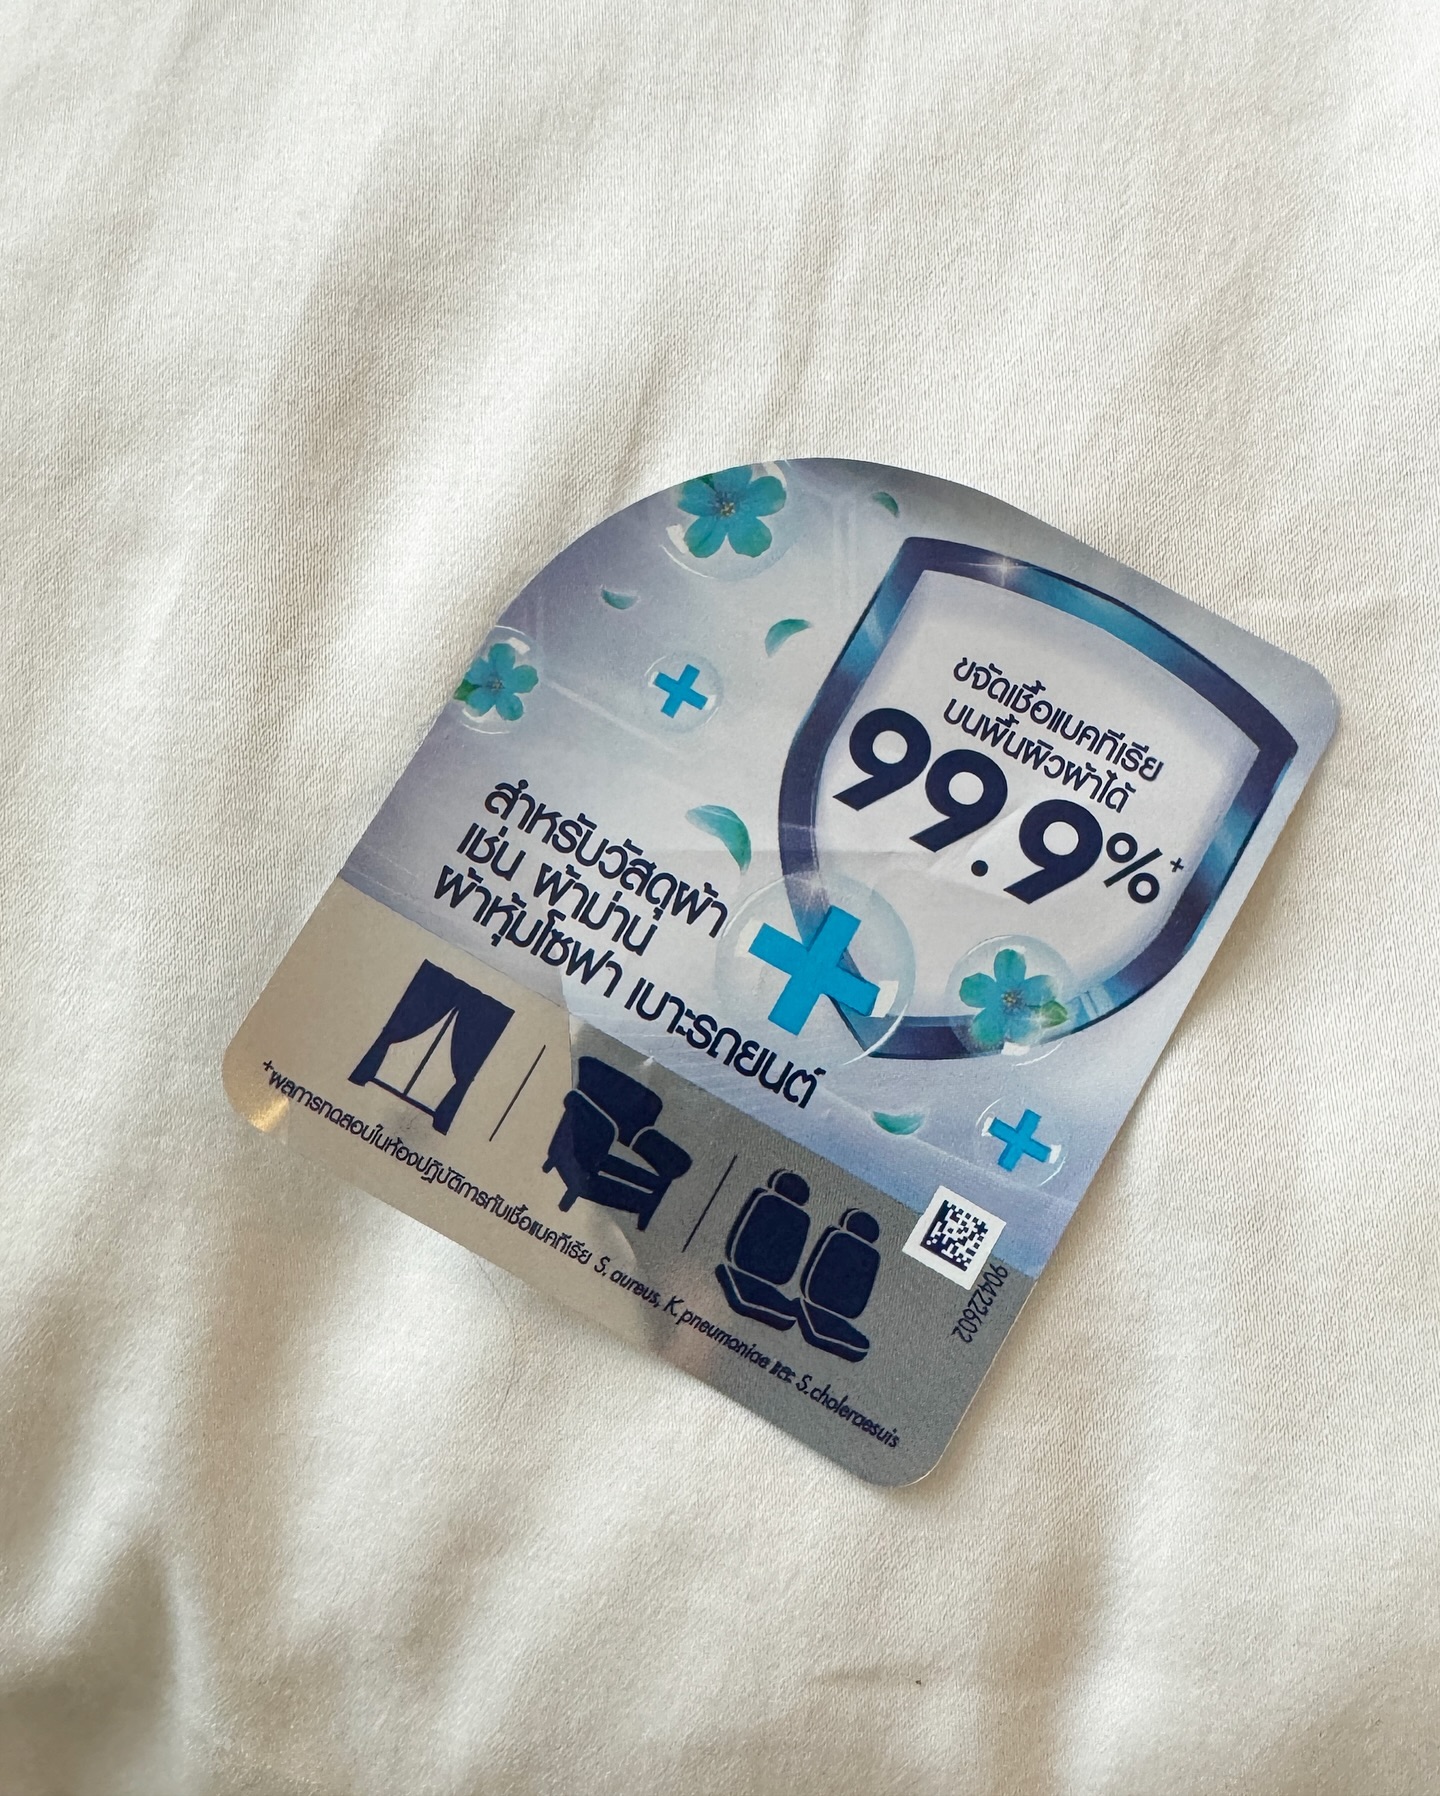 ขจัดเชื้อแบคทีเรีย
บนพื้นผิวผ้าได้
99.9%+
สำหรับวัสดุผ้า
เช่น ผ้าม่าน
ผ้าหุ้มโซฟา เบาะรถยนต์
+ผลการทดสอบในห้องปฏิบัติการกับเชื้อแบคทีเรีย S. aureus, K. pneumoniae และ S. choleraesuis
90422602